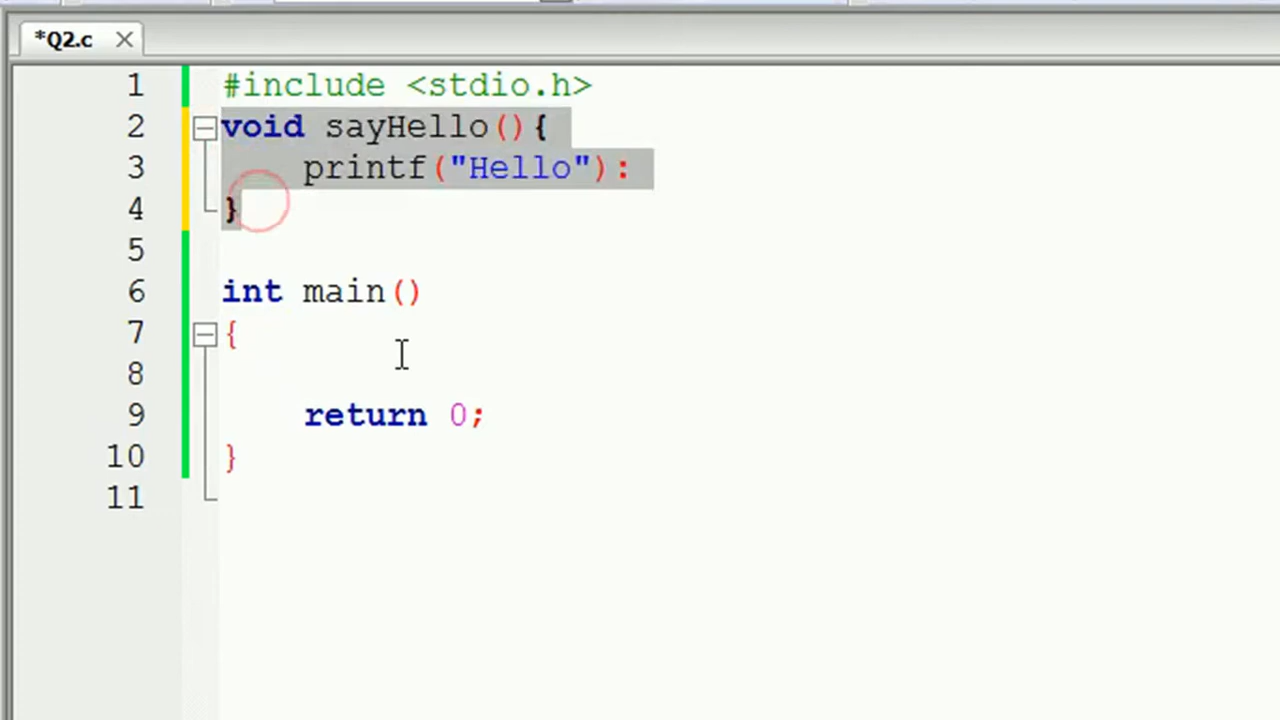 *Q2.c
1 #include <stdio.h>
2 void sayHello(){
3 printf("Hello"):
4 }
5
6 int main()
7 {
8
9 return 0;
10 }
11